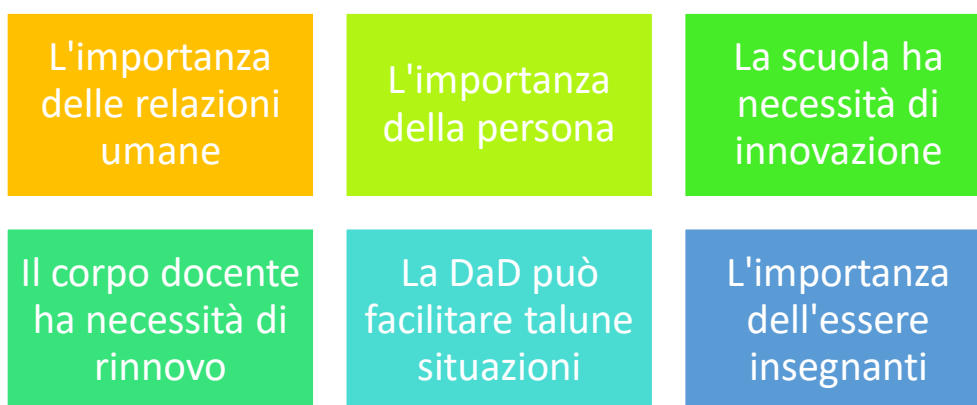 L'importanza
delle relazioni
umane
L'importanza
della persona
La scuola ha
necessità di
innovazione
Il corpo docente
ha necessità di
rinnovo
La DaD può
facilitare talune
situazioni
L'importanza
dell'essere
insegnanti